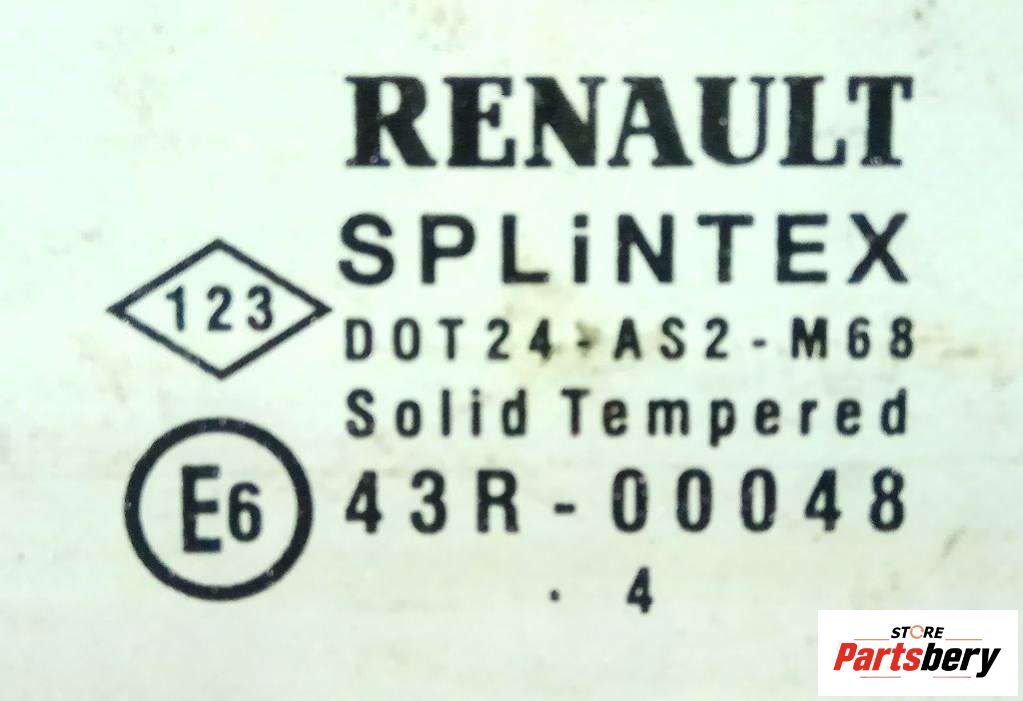 RENAULT
SPLiNTEX
123
DOT24-AS2-M68
Solid Tempered
E6
43R-00048
. 4
STORE
Partsbery